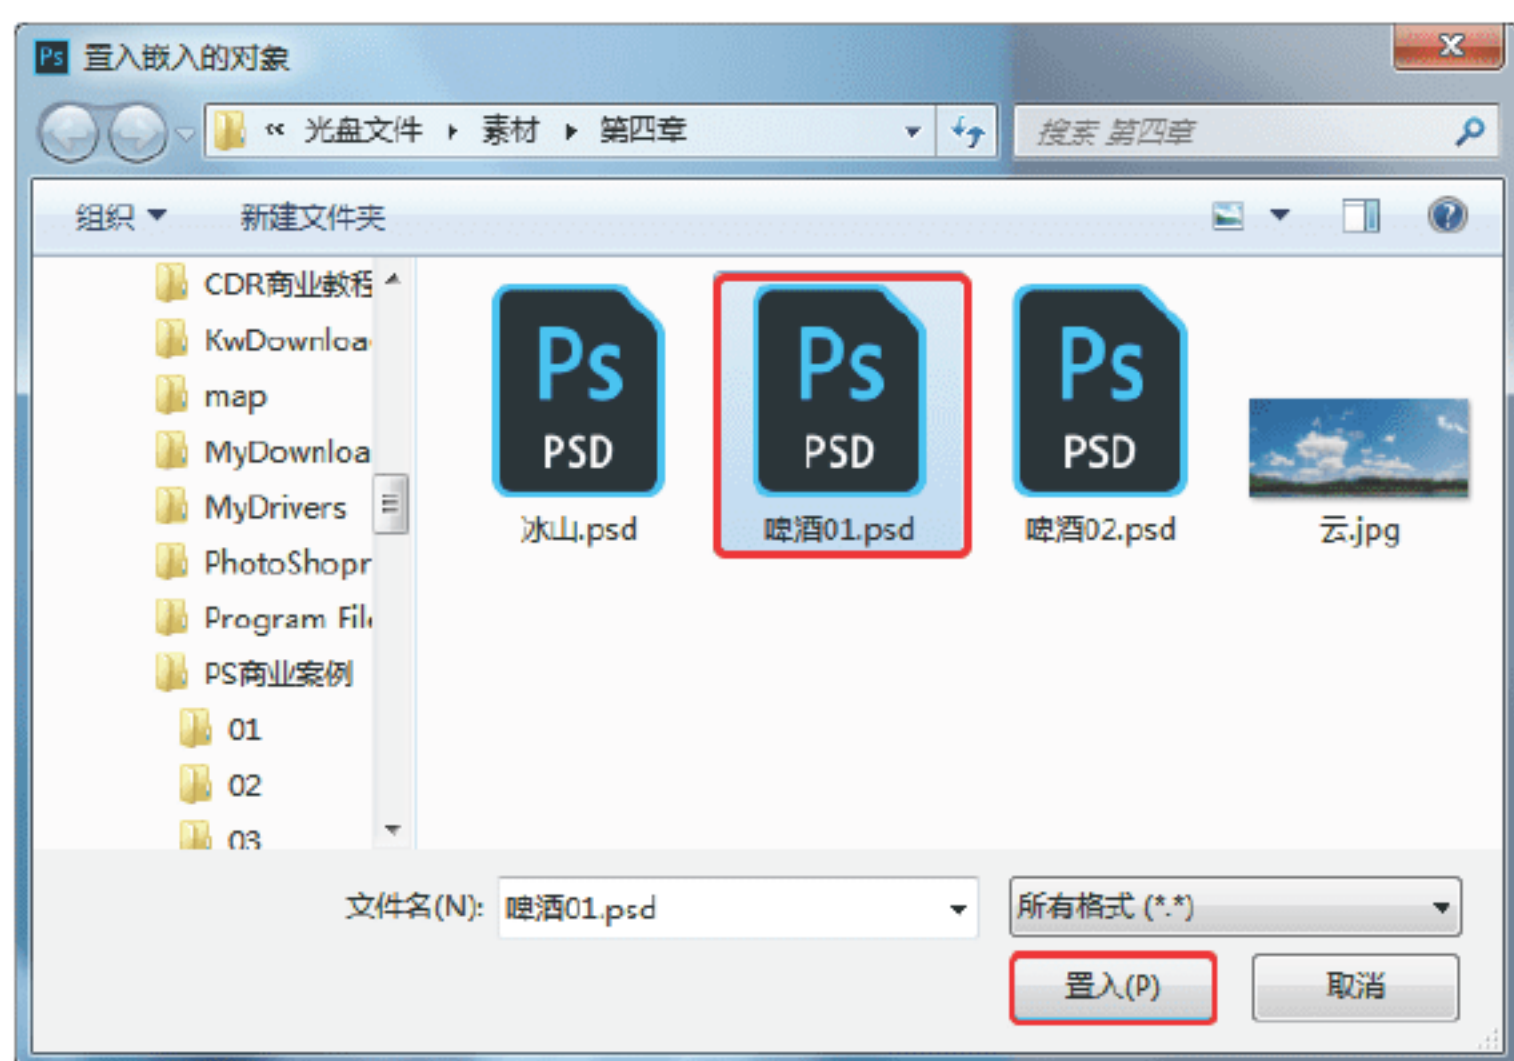 Ps 置入嵌入的对象
« 光盘文件 ▸ 素材 ▸ 第四章
搜索 第四章
组织 新建文件夹
CDR商业教程
KwDownloa
map
MyDownloa
MyDrivers
PhotoShopr
Program File
PS商业案例
01
02
03
Ps PSD
冰山.psd
Ps PSD
啤酒01.psd
Ps PSD
啤酒02.psd
云.jpg
文件名(N): 啤酒01.psd
所有格式 (*.*)
置入(P) 取消